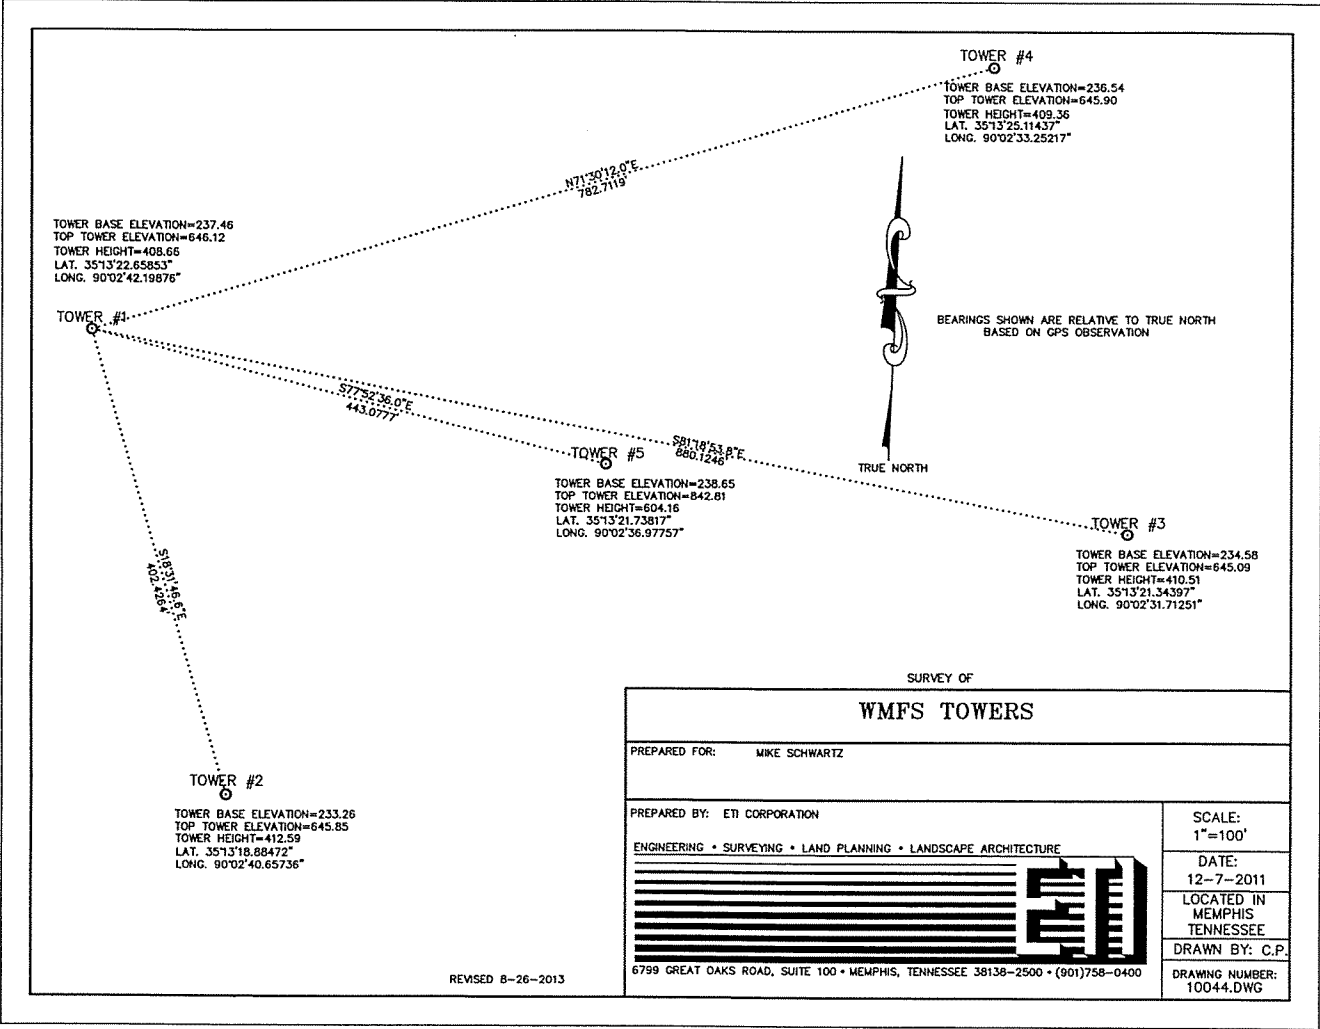 TOWER #4
TOWER BASE ELEVATION=236.54
TOP TOWER ELEVATION=645.90
TOWER HEIGHT=409.36
LAT. 35°13'25.11437"
LONG. 90°02'33.25217"
N71°30'12.0"E
782.7119'
TOWER BASE ELEVATION=237.46
TOP TOWER ELEVATION=646.12
TOWER HEIGHT=408.66
LAT. 35°13'22.65853"
LONG. 90°02'42.19876"
TOWER #1
BEARINGS SHOWN ARE RELATIVE TO TRUE NORTH
BASED ON GPS OBSERVATION
TRUE NORTH
S77°52'36.0"E
443.0777'
S81°18'53.8"E
880.1246'
TOWER #5
TOWER BASE ELEVATION=238.65
TOP TOWER ELEVATION=842.81
TOWER HEIGHT=604.16
LAT. 35°13'21.73817"
LONG. 90°02'36.97757"
TOWER #3
TOWER BASE ELEVATION=234.58
TOP TOWER ELEVATION=645.09
TOWER HEIGHT=410.51
LAT. 35°13'21.34397"
LONG. 90°02'31.71251"
S18°31'46.6"E
402.4264'
TOWER #2
TOWER BASE ELEVATION=233.26
TOP TOWER ELEVATION=645.85
TOWER HEIGHT=412.59
LAT. 35°13'18.88472"
LONG. 90°02'40.65736"
SURVEY OF
WMFS TOWERS
PREPARED FOR: MIKE SCHWARTZ
PREPARED BY: ETI CORPORATION
ENGINEERING • SURVEYING • LAND PLANNING • LANDSCAPE ARCHITECTURE
ETI
6799 GREAT OAKS ROAD, SUITE 100 • MEMPHIS, TENNESSEE 38138-2500 • (901)758-0400
SCALE:
1"=100'
DATE:
12-7-2011
LOCATED IN
MEMPHIS
TENNESSEE
DRAWN BY: C.P.
DRAWING NUMBER:
10044.DWG
REVISED 8-26-2013